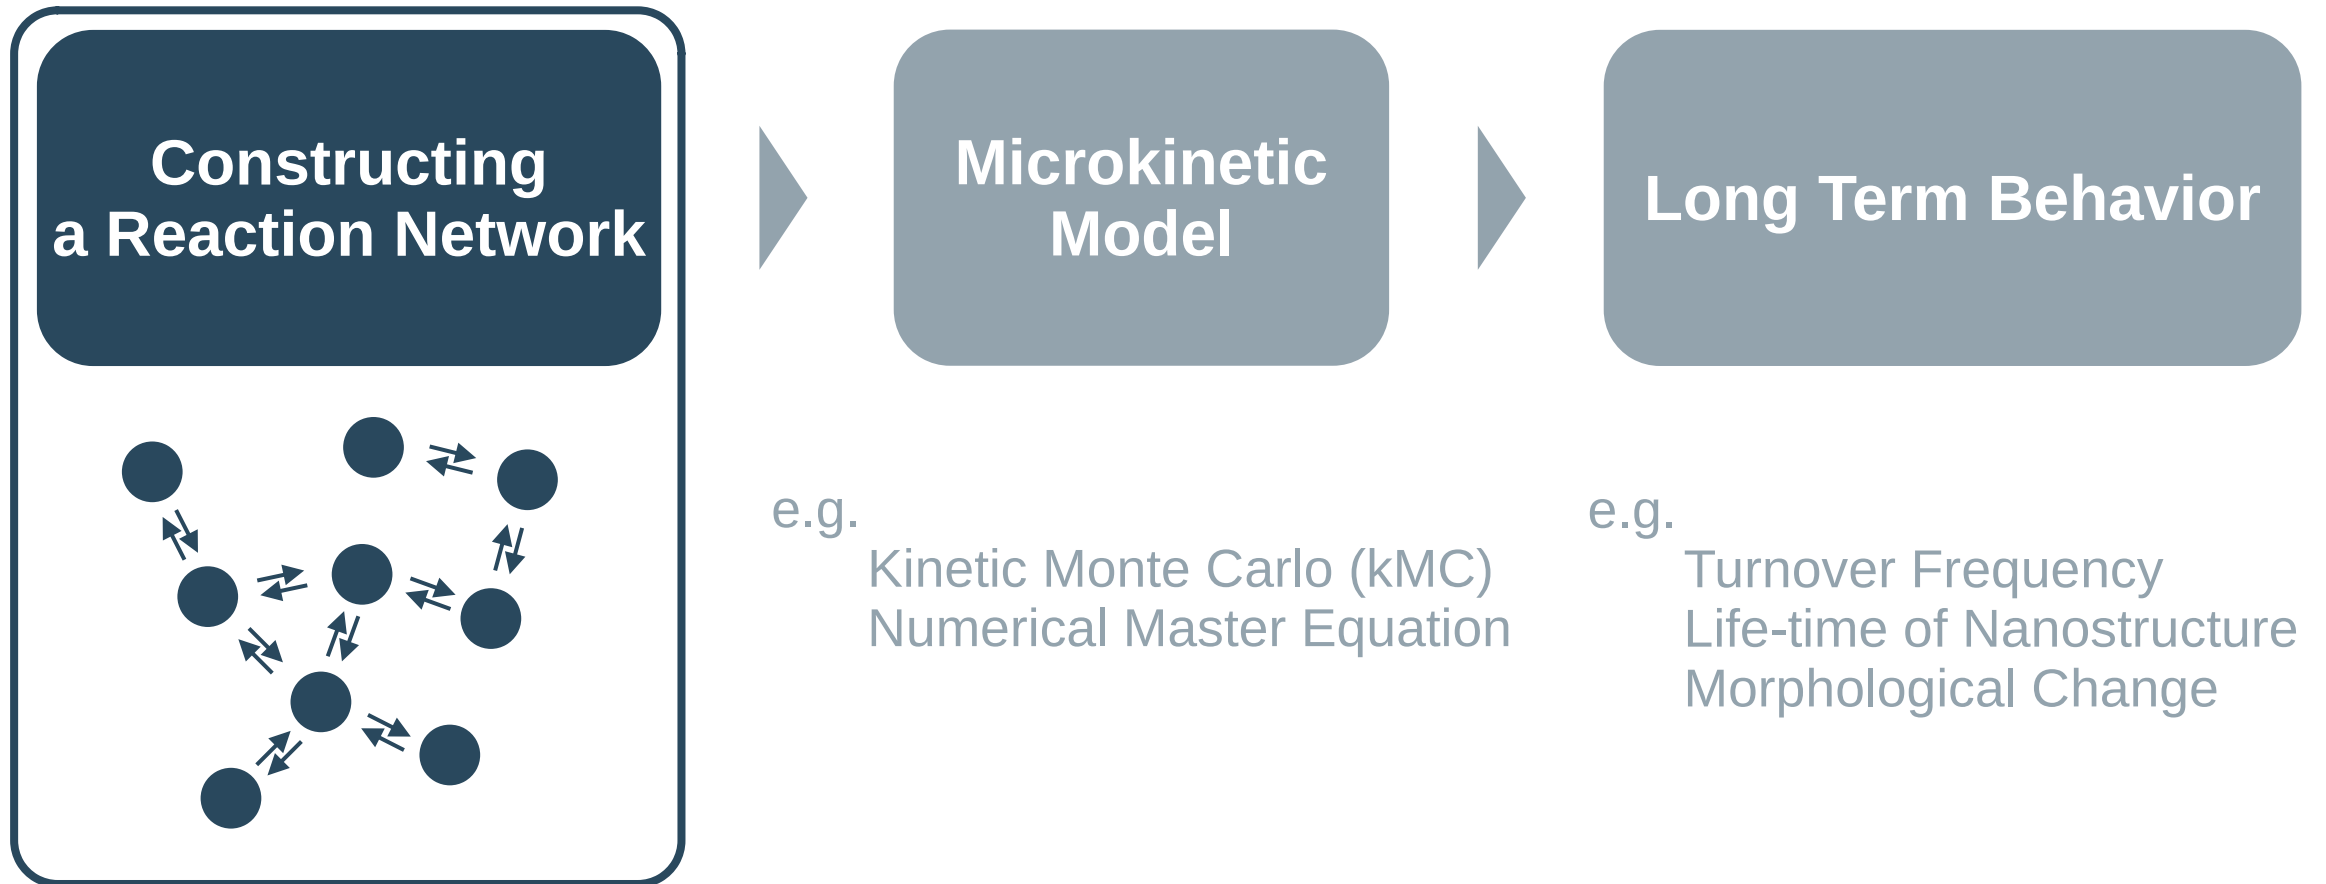 Constructing
a Reaction Network
Microkinetic
Model
Long Term Behavior
e.g.
Kinetic Monte Carlo (kMC)
Numerical Master Equation
e.g.
Turnover Frequency
Life-time of Nanostructure
Morphological Change